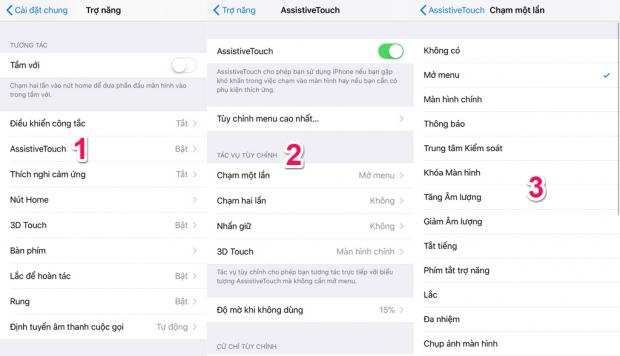 Cài đặt chung
Trợ năng
TƯƠNG TÁC
Tầm với
Chạm hai lần vào nút home để đưa phần đầu màn hình vào
trong tầm với.
Điều khiển công tắc
Tắt
AssistiveTouch
Bật
1
Thích nghi cảm ứng
Tắt
Nút Home
3D Touch
Bật
Bàn phím
Lắc để hoàn tác
Bật
Rung
Bật
Định tuyến âm thanh cuộc gọi
Tự động
Trợ năng
AssistiveTouch
AssistiveTouch
AssistiveTouch cho phép bạn sử dụng iPhone nếu bạn gặp
khó khăn trong việc chạm vào màn hình hay nếu bạn cần có
phụ kiện thích ứng.
Tùy chỉnh menu cao nhất...
TÁC VỤ TÙY CHỈNH
2
Chạm một lần
Mở menu
Chạm hai lần
Không
Nhấn giữ
Không
3D Touch
Màn hình chính
Tác vụ tùy chỉnh cho phép bạn tương tác trực tiếp với biểu
tượng AssistiveTouch mà không cần mở menu.
Độ mờ khi không dùng
15%
CỬ CHỈ TÙY CHỈNH
AssistiveTouch
Chạm một lần
Không có
Mở menu
Màn hình chính
Thông báo
Trung tâm Kiểm soát
Khóa Màn hình
3
Tăng Âm lượng
Giảm Âm lượng
Tắt tiếng
Phím tắt trợ năng
Lắc
Đa nhiệm
Chụp ảnh màn hình